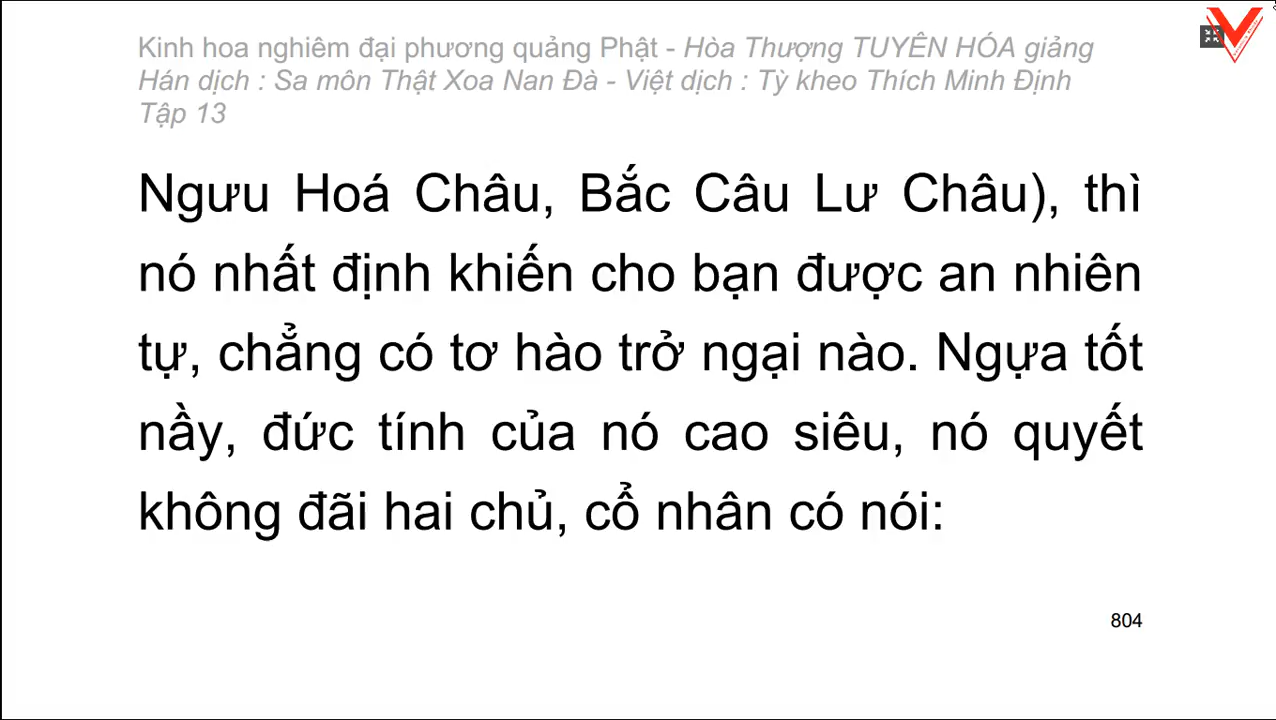 Kinh hoa nghiêm đại phương quảng Phật - Hòa Thượng TUYÊN HÓA giảng
Hán dịch : Sa môn Thật Xoa Nan Đà - Việt dịch : Tỳ kheo Thích Minh Định
Tập 13
Ngưu Hoá Châu, Bắc Câu Lư Châu), thì
nó nhất định khiến cho bạn được an nhiên
tự, chẳng có tơ hào trở ngại nào. Ngựa tốt
nầy, đức tính của nó cao siêu, nó quyết
không đãi hai chủ, cổ nhân có nói:
804